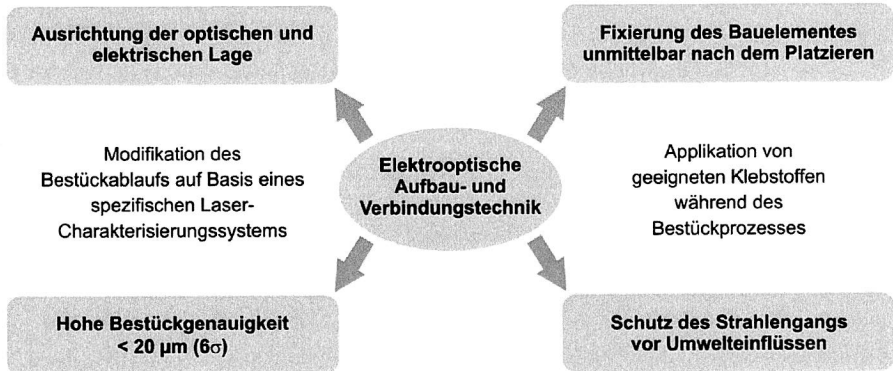 Ausrichtung der optischen und
elektrischen Lage
Fixierung des Bauelementes
unmittelbar nach dem Platzieren
Modifikation des
Bestückablaufs auf Basis eines
spezifischen Laser-
Charakterisierungssystems
Elektrooptische
Aufbau- und
Verbindungstechnik
Applikation von
geeigneten Klebstoffen
während des
Bestückprozesses
Hohe Bestückgenauigkeit
< 20 µm (6σ)
Schutz des Strahlengangs
vor Umwelteinflüssen